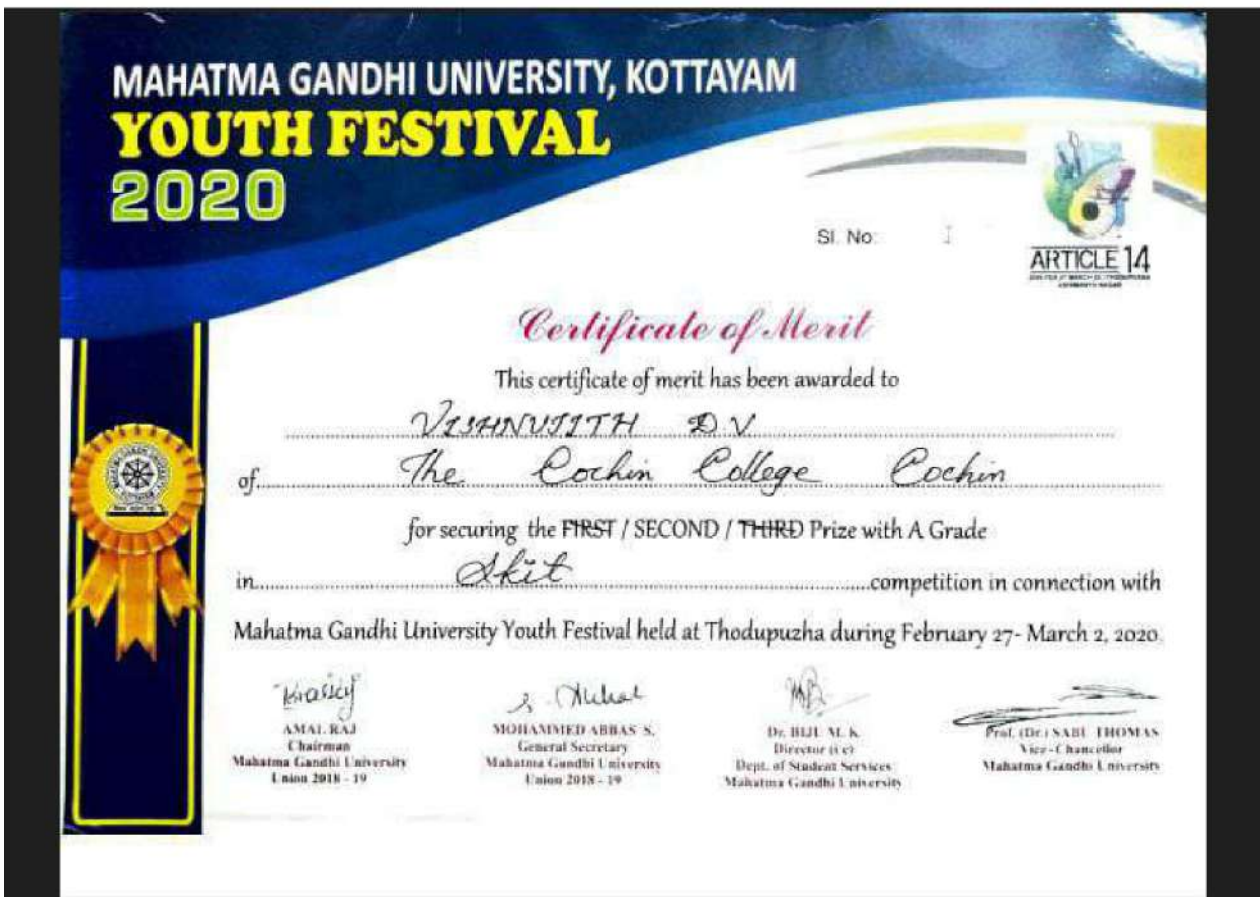 MAHATMA GANDHI UNIVERSITY, KOTTAYAM
YOUTH FESTIVAL
2020
Sl. No:
ARTICLE 14
Certificate of Merit
This certificate of merit has been awarded to
VISHNUJITH D.V
of The Cochin College Cochin
for securing the FIRST / SECOND / THIRD Prize with A Grade
in Skit competition in connection with
Mahatma Gandhi University Youth Festival held at Thodupuzha during February 27- March 2, 2020.
AMAL RAJ
Chairman
Mahatma Gandhi University
Union 2018 - 19
MOHAMMED ABBAS S.
General Secretary
Mahatma Gandhi University
Union 2018 - 19
Dr. BIJU M. K.
Director (i/c)
Dept. of Student Services
Mahatma Gandhi University
Prof. (Dr.) SABU THOMAS
Vice - Chancellor
Mahatma Gandhi University